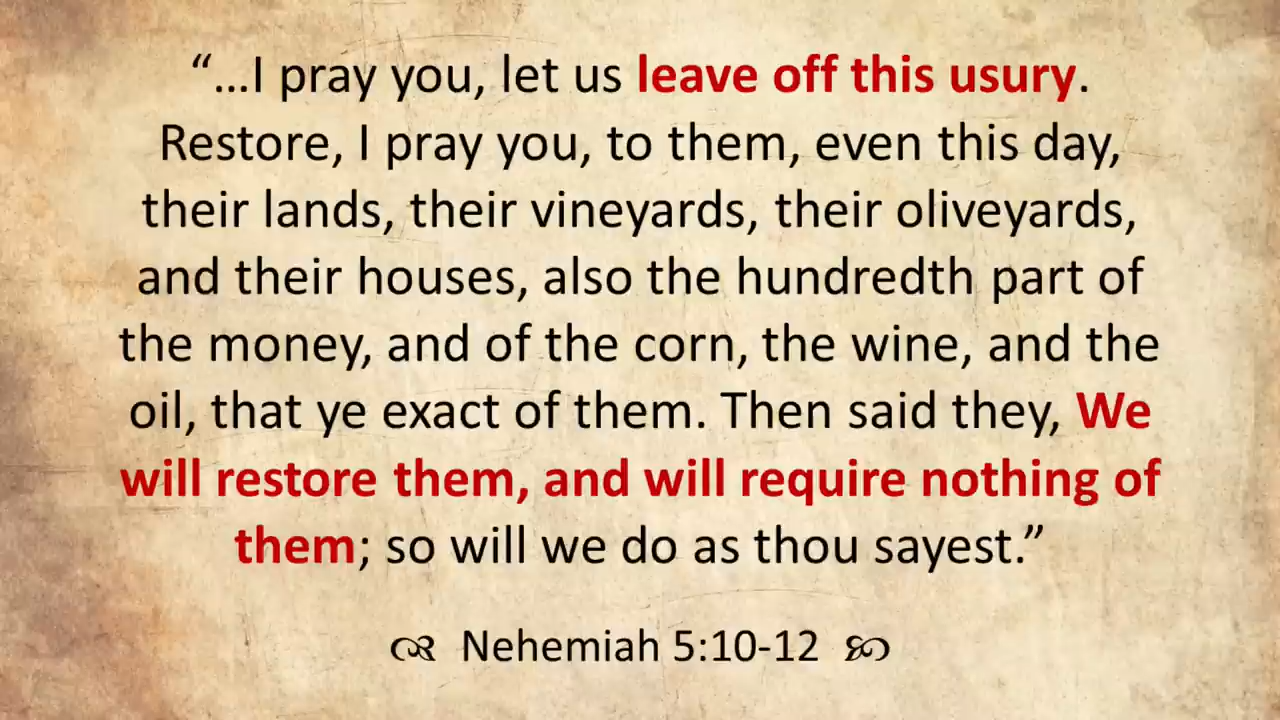 “…I pray you, let us leave off this usury.
Restore, I pray you, to them, even this day,
their lands, their vineyards, their oliveyards,
and their houses, also the hundredth part of
the money, and of the corn, the wine, and the
oil, that ye exact of them. Then said they, We
will restore them, and will require nothing of
them; so will we do as thou sayest.”
Nehemiah 5:10-12